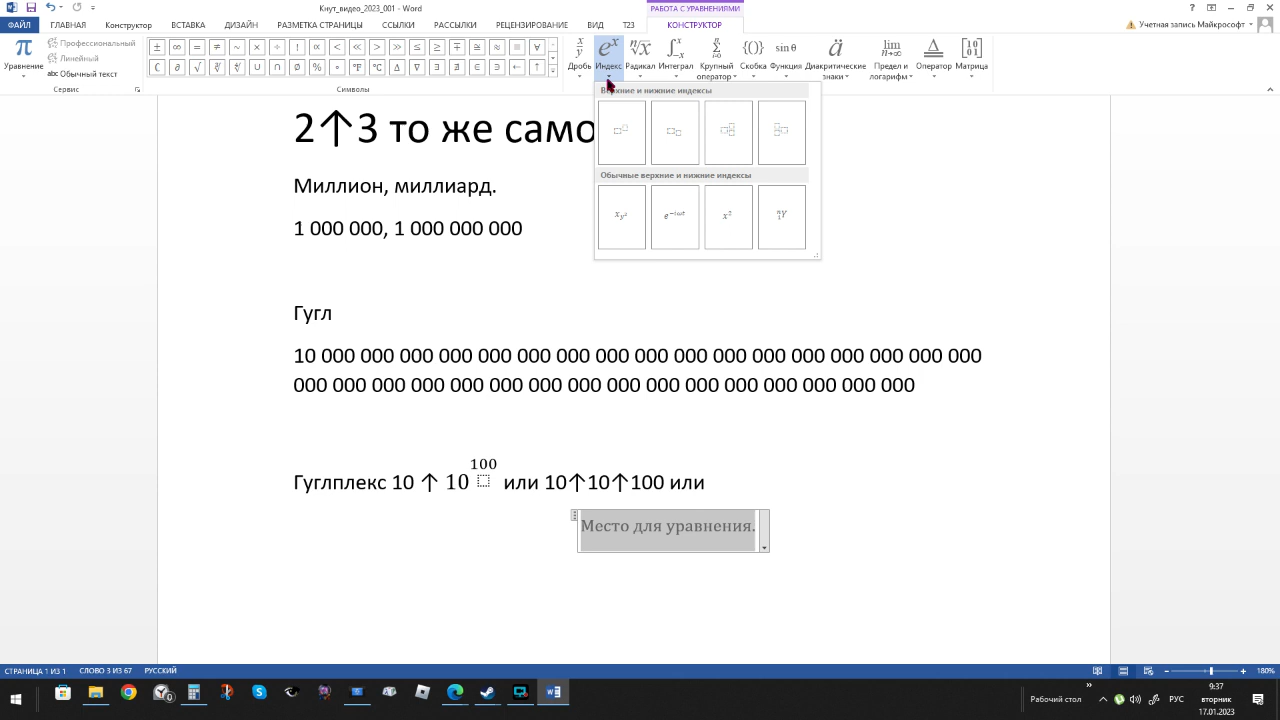 Кнут_видео_2023_001 - Word
РАБОТА С УРАВНЕНИЯМИ
ФАЙЛ ГЛАВНАЯ Конструктор ВСТАВКА ДИЗАЙН РАЗМЕТКА СТРАНИЦЫ ССЫЛКИ РАССЫЛКИ РЕЦЕНЗИРОВАНИЕ ВИД T23 КОНСТРУКТОР Учетная запись Майкрософт
Уравнение
Профессиональный
Линейный
abc Обычный текст
Сервис
± ∞ = ≠ ~ × ÷ ! ∝ < ≪ > ≫ ≤ ≥ ∓ ≅ ≈ ≡ ∀
∁ ∂ √ ∛ ∜ ∪ ∩ ∅ % ° °F °C ∆ ∇ ∃ ∄ ∈ ∋ ← ↑
Символы
Дробь Индекс Радикал Интеграл Крупный оператор Скобка Функция Диакритические знаки Предел и логарифм Оператор Матрица
Верхние и нижние индексы
Обычные верхние и нижние индексы
2↑3 то же само
Миллион, миллиард.
1 000 000, 1 000 000 000
Гугл
10 000 000 000 000 000 000 000 000 000 000 000 000 000 000 000 000 000 000
000 000 000 000 000 000 000 000 000 000 000 000 000 000 000 000
Гуглплекс 10 ↑ 10 100 или 10↑10↑100 или
Место для уравнения.
СТРАНИЦА 1 ИЗ 1 СЛОВО 3 ИЗ 67 РУССКИЙ 180%
Рабочий стол » РУС
9:37
вторник
17.01.2023